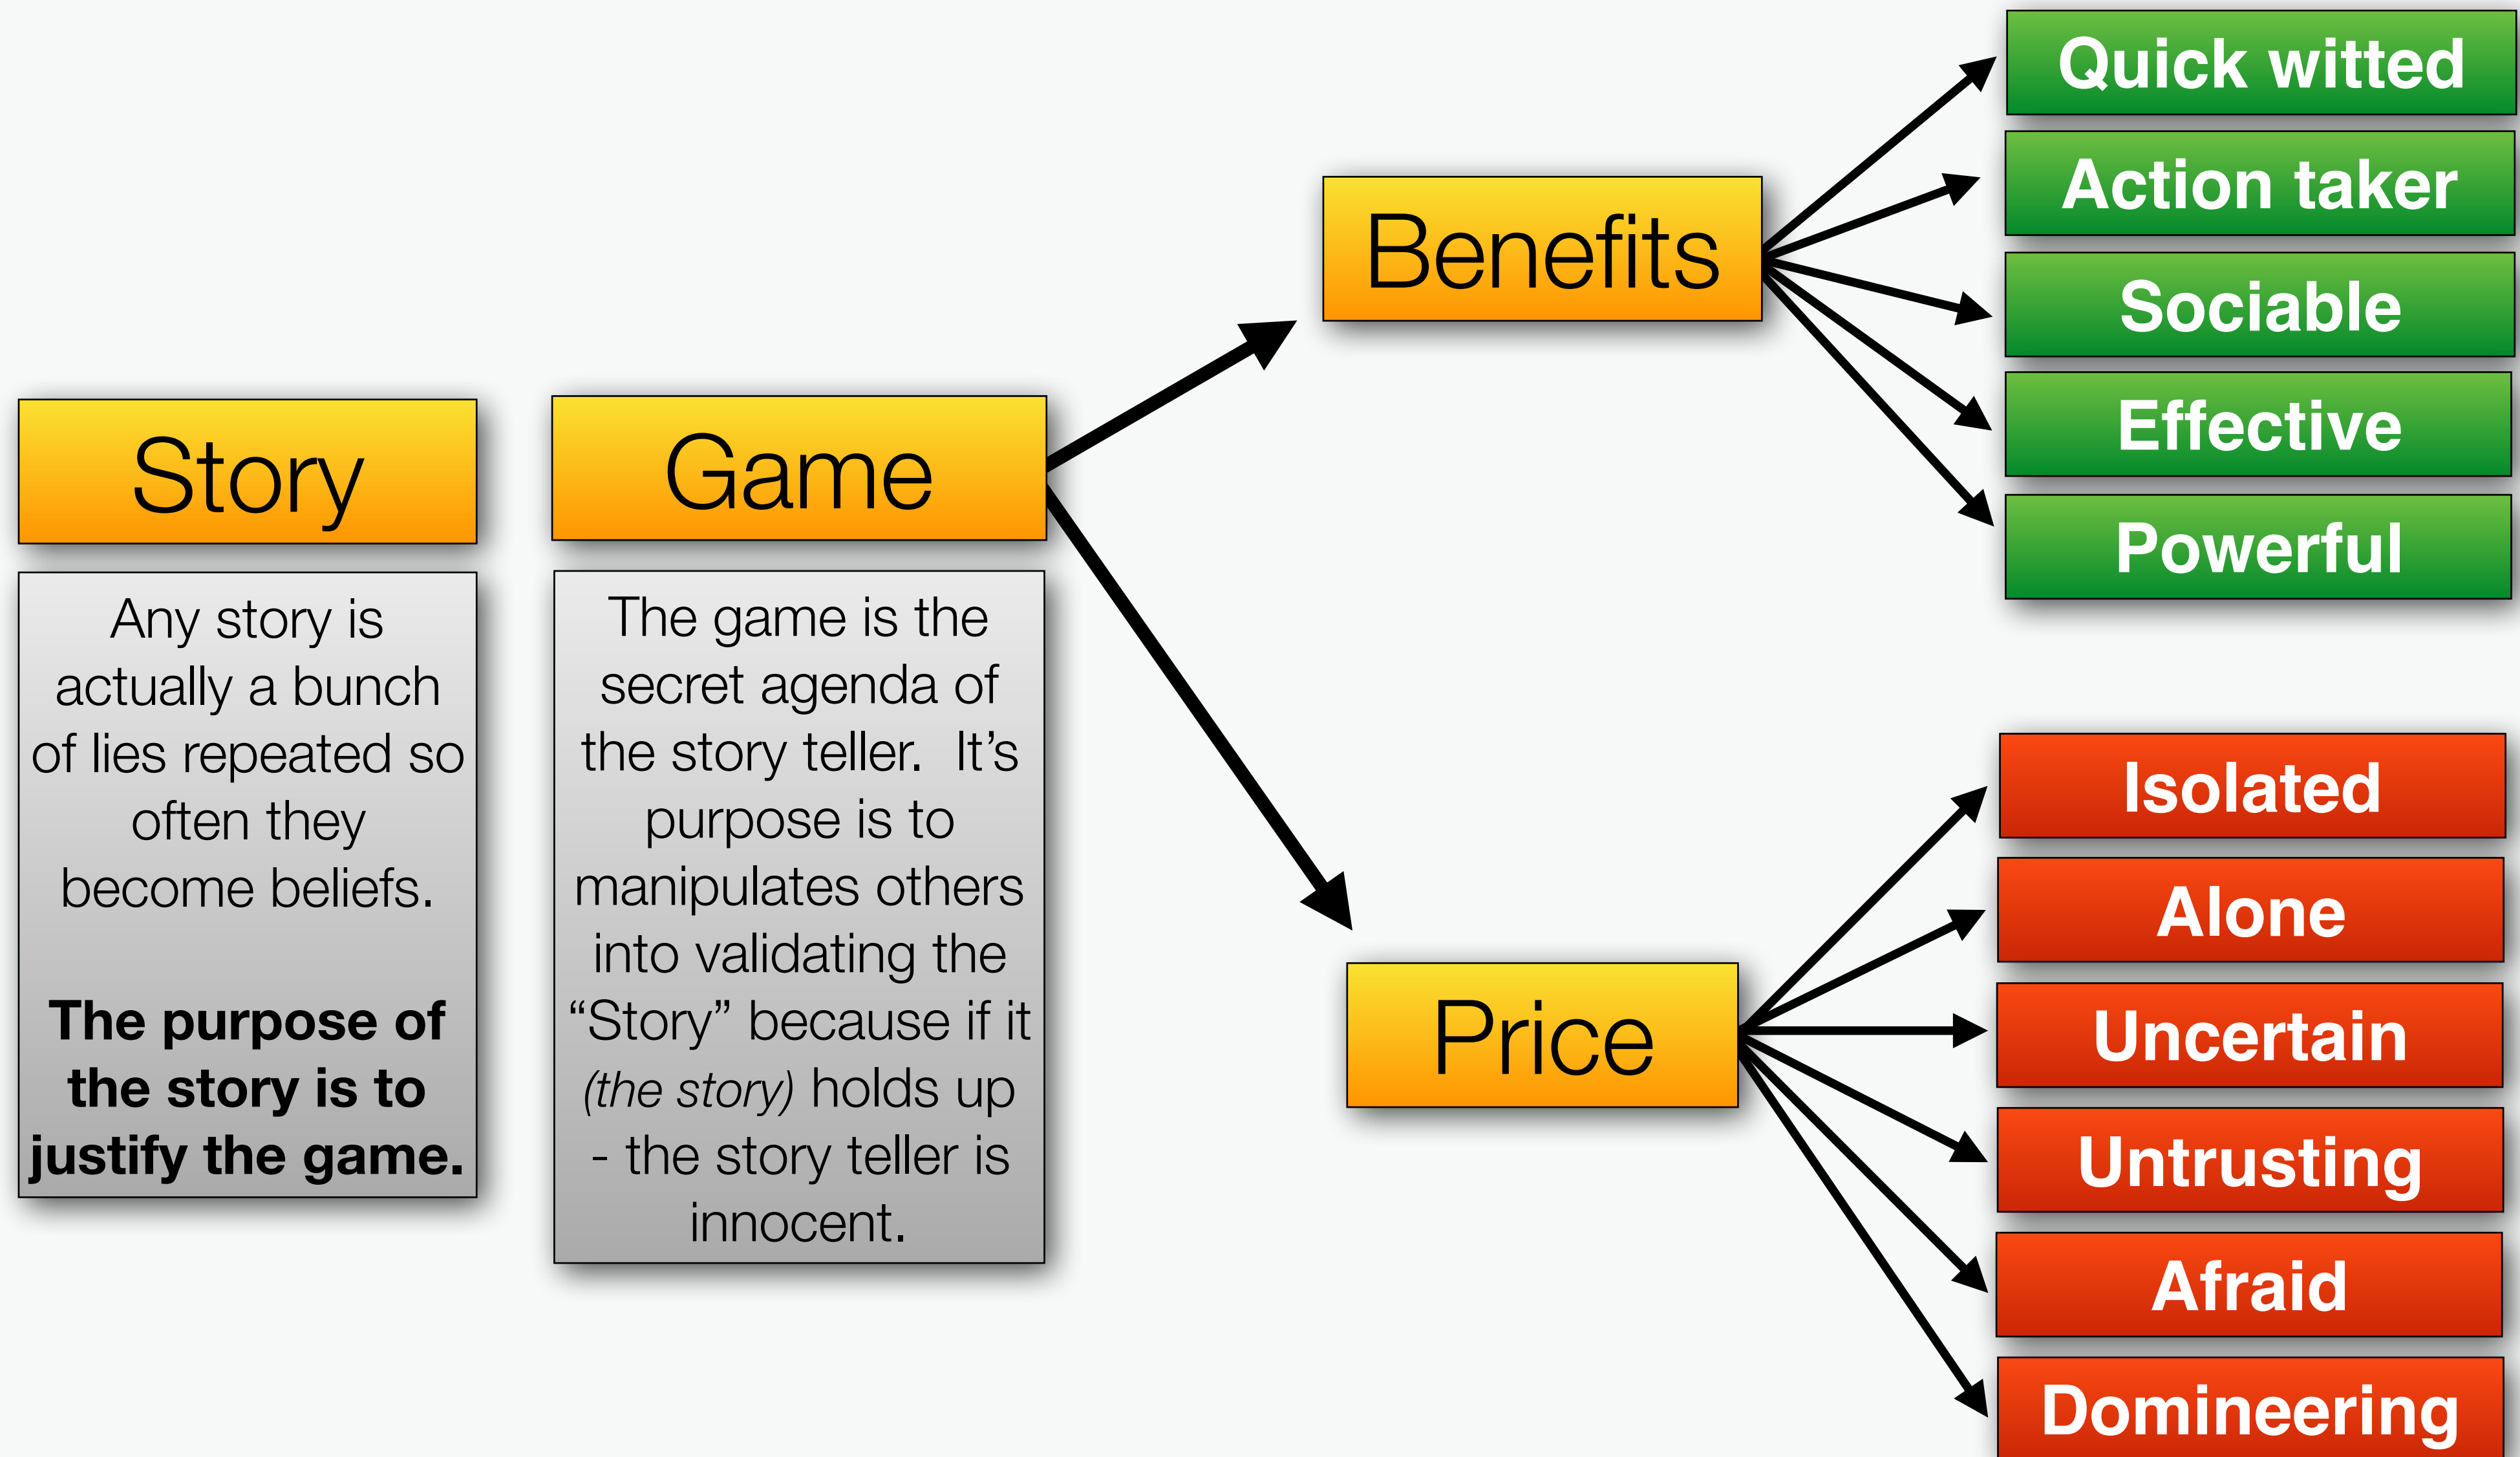 Story
Any story is
actually a bunch
of lies repeated so
often they
become beliefs.
The purpose of
the story is to
justify the game.
Game
The game is the
secret agenda of
the story teller.  It’s
purpose is to
manipulates others
into validating the
“Story” because if it
(the story) holds up
- the story teller is
innocent.
Benefits
Quick witted
Action taker
Sociable
Effective
Powerful
Price
Isolated
Alone
Uncertain
Untrusting
Afraid
Domineering